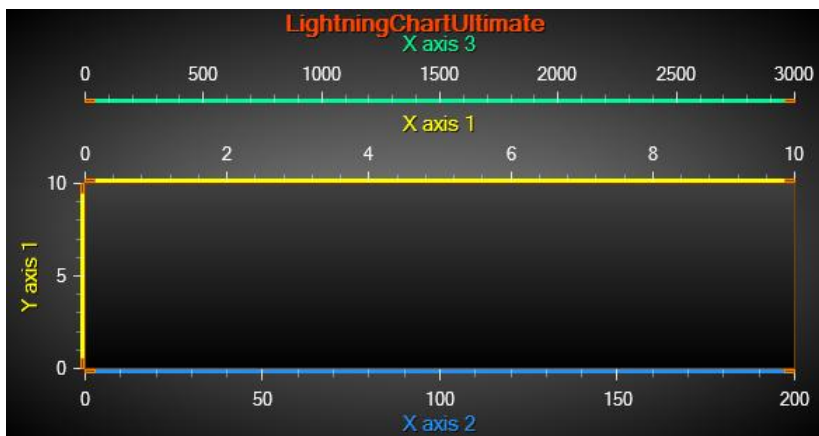 LightningChartUltimate
X axis 3
0 500 1000 1500 2000 2500 3000
X axis 1
0 2 4 6 8 10
10
Y axis 1
5
0
0 50 100 150 200
X axis 2